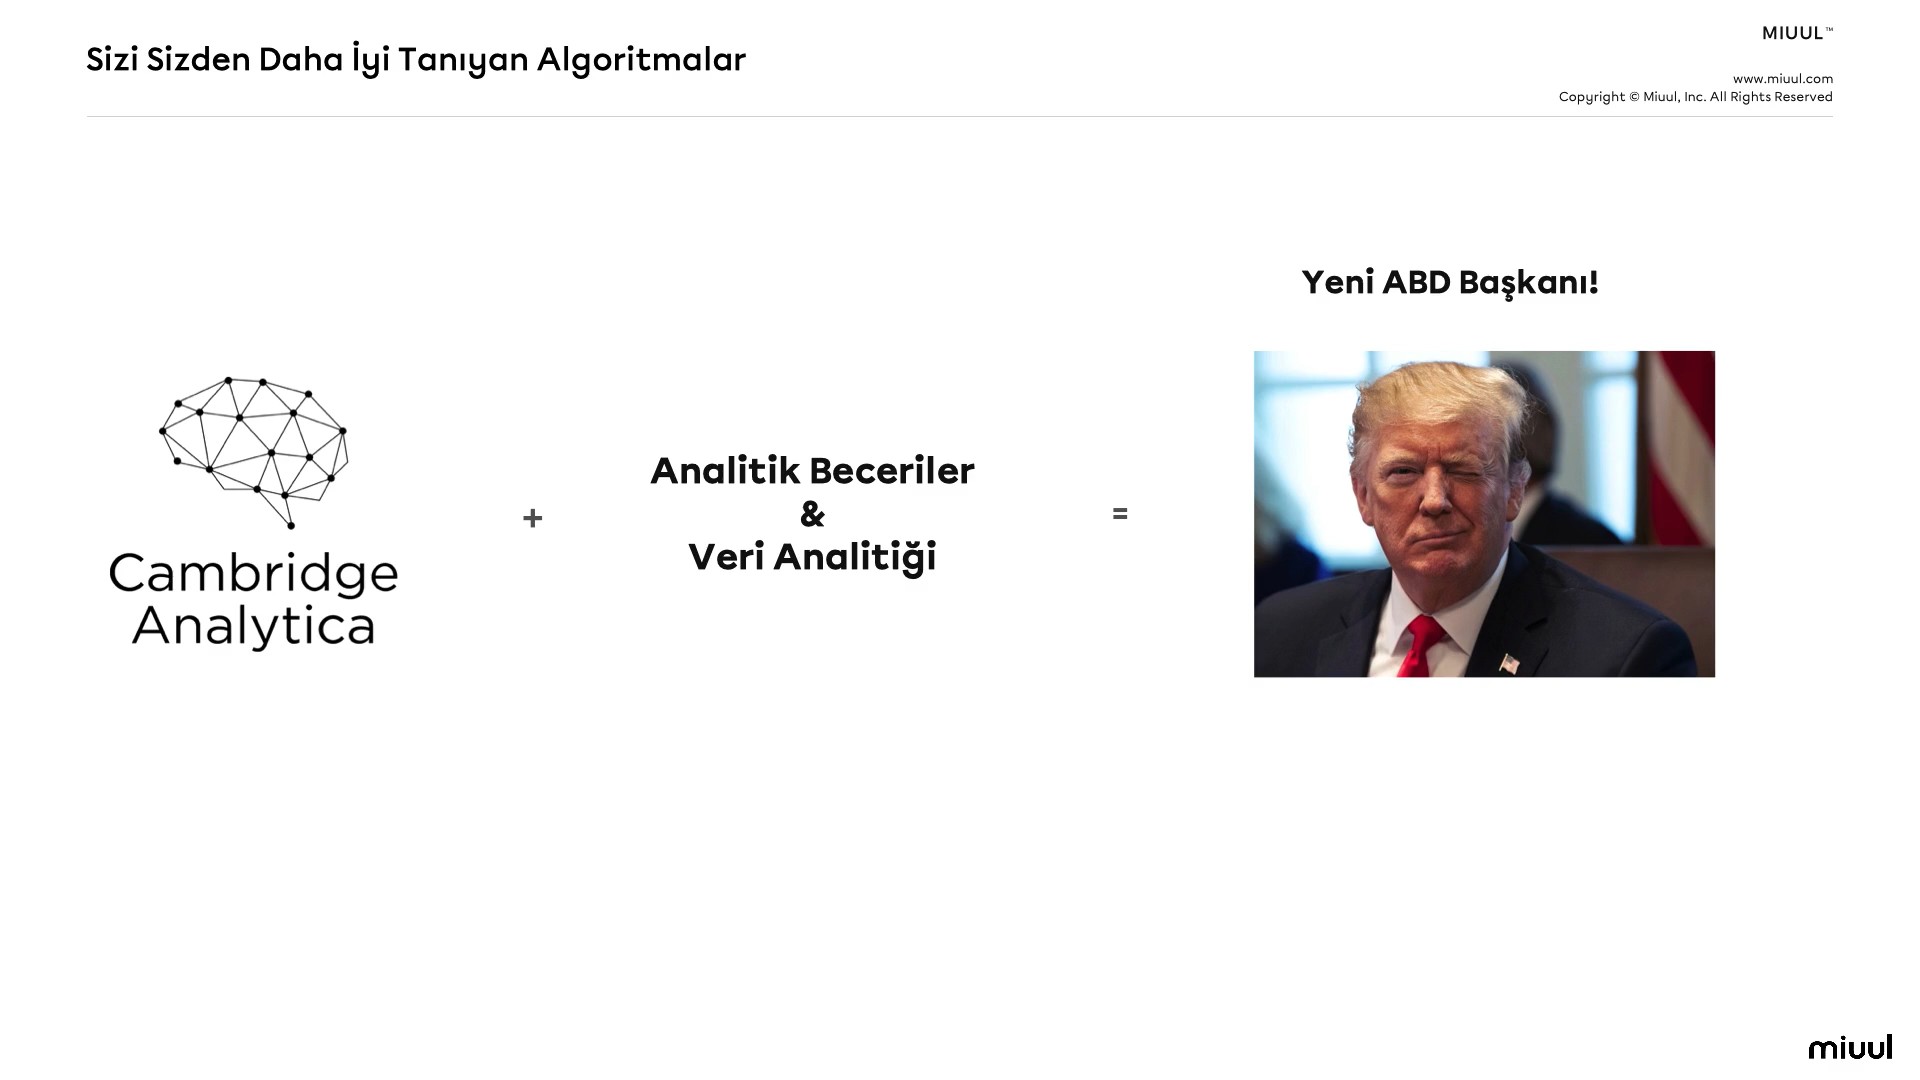 Sizi Sizden Daha İyi Tanıyan Algoritmalar
MIUUL™
www.miuul.com
Copyright © Miuul, Inc. All Rights Reserved
Yeni ABD Başkanı!
Cambridge
Analytica
+
Analitik Beceriler
&
Veri Analitiği
=
miuul